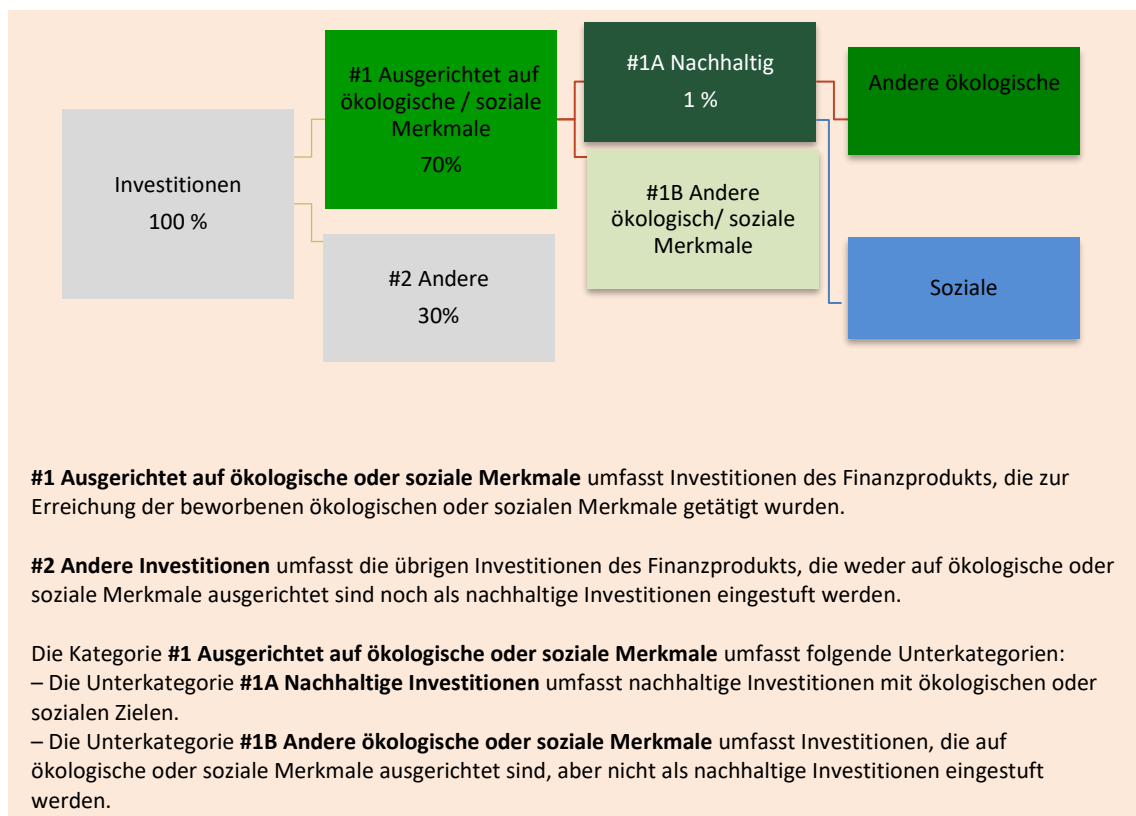 Investitionen
100 %
#1 Ausgerichtet auf
ökologische / soziale
Merkmale
70%
#2 Andere
30%
#1A Nachhaltig
1 %
#1B Andere
ökologisch/ soziale
Merkmale
Andere ökologische
Soziale
#1 Ausgerichtet auf ökologische oder soziale Merkmale umfasst Investitionen des Finanzprodukts, die zur
Erreichung der beworbenen ökologischen oder sozialen Merkmale getätigt wurden.
#2 Andere Investitionen umfasst die übrigen Investitionen des Finanzprodukts, die weder auf ökologische oder
soziale Merkmale ausgerichtet sind noch als nachhaltige Investitionen eingestuft werden.
Die Kategorie #1 Ausgerichtet auf ökologische oder soziale Merkmale umfasst folgende Unterkategorien:
– Die Unterkategorie #1A Nachhaltige Investitionen umfasst nachhaltige Investitionen mit ökologischen oder
sozialen Zielen.
– Die Unterkategorie #1B Andere ökologische oder soziale Merkmale umfasst Investitionen, die auf
ökologische oder soziale Merkmale ausgerichtet sind, aber nicht als nachhaltige Investitionen eingestuft
werden.